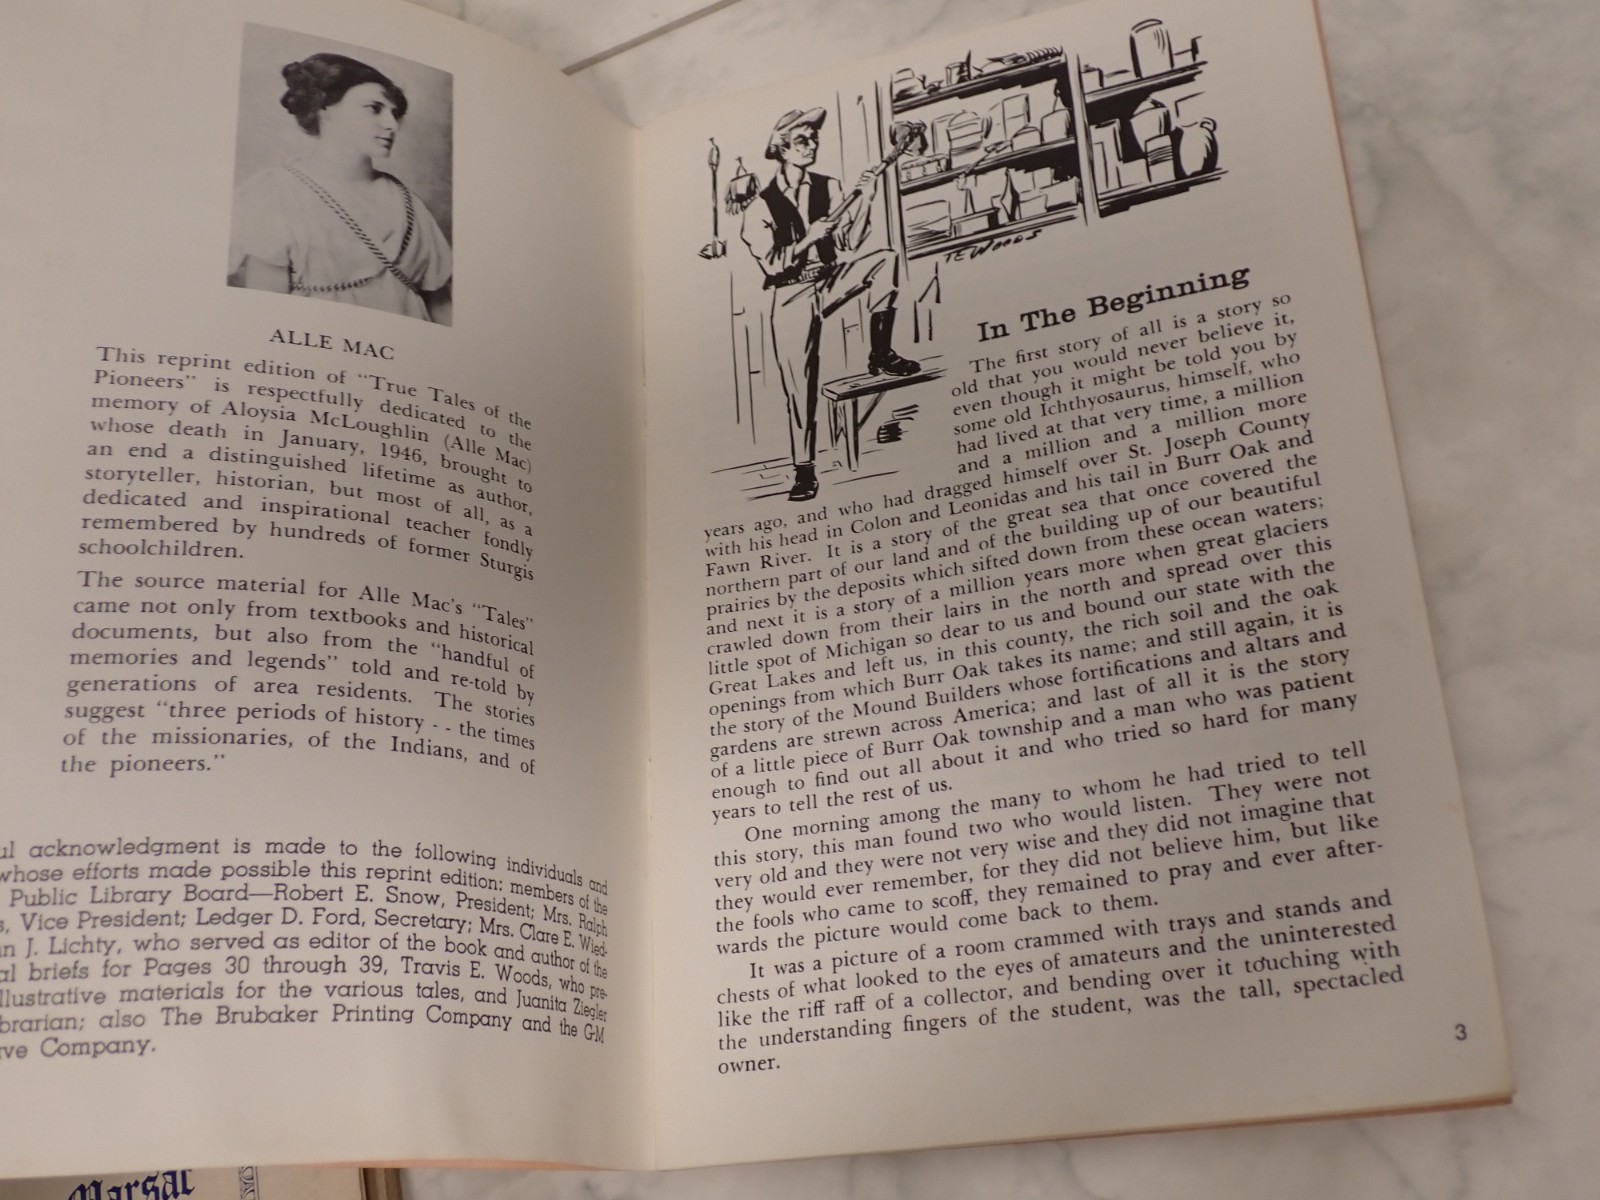 ALLE MAC
This reprint edition of "True Tales of the
Pioneers" is respectfully dedicated to the
memory of Aloysia McLoughlin (Alle Mac)
whose death in January, 1946, brought to
an end a distinguished lifetime as author,
storyteller, historian, but most of all, as a
dedicated and inspirational teacher fondly
remembered by hundreds of former Sturgis
schoolchildren.
The source material for Alle Mac's "Tales"
came not only from textbooks and historical
documents, but also from the "handful of
memories and legends" told and re-told by
generations of area residents. The stories
suggest "three periods of history - - the times
of the missionaries, of the Indians, and of
the pioneers."
acknowledgment is made to the following individuals and
whose efforts made possible this reprint edition: members of the
Public Library Board—Robert E. Snow, President; Mrs. Ralph
Vice President; Ledger D. Ford, Secretary; Mrs. Clare E. Wied-
J. Lichty, who served as editor of the book and author of the
briefs for Pages 30 through 39, Travis E. Woods, who pre-
illustrative materials for the various tales, and Juanita Ziegler
also The Brubaker Printing Company and the G-M
Company.
Marsac
TE WOODS
In The Beginning
The first story of all is a story so
old that you would never believe it,
even though it might be told you by
some old Ichthyosaurus, himself, who
had lived at that very time, a million
and a million and a million more
years ago, and who had dragged himself over St. Joseph County
with his head in Colon and Leonidas and his tail in Burr Oak and
Fawn River. It is a story of the great sea that once covered the
northern part of our land and of the building up of our beautiful
prairies by the deposits which sifted down from these ocean waters;
and next it is a story of a million years more when great glaciers
crawled down from their lairs in the north and spread over this
little spot of Michigan so dear to us and bound our state with the
Great Lakes and left us, in this county, the rich soil and the oak
openings from which Burr Oak takes its name; and still again, it is
the story of the Mound Builders whose fortifications and altars and
gardens are strewn across America; and last of all it is the story
of a little piece of Burr Oak township and a man who was patient
enough to find out all about it and who tried so hard for many
years to tell the rest of us.
One morning among the many to whom he had tried to tell
this story, this man found two who would listen. They were not
very old and they were not very wise and they did not imagine that
they would ever remember, for they did not believe him, but like
the fools who came to scoff, they remained to pray and ever after-
wards the picture would come back to them.
It was a picture of a room crammed with trays and stands and
chests of what looked to the eyes of amateurs and the uninterested
like the riff raff of a collector, and bending over it touching with
the understanding fingers of the student, was the tall, spectacled
owner.
3